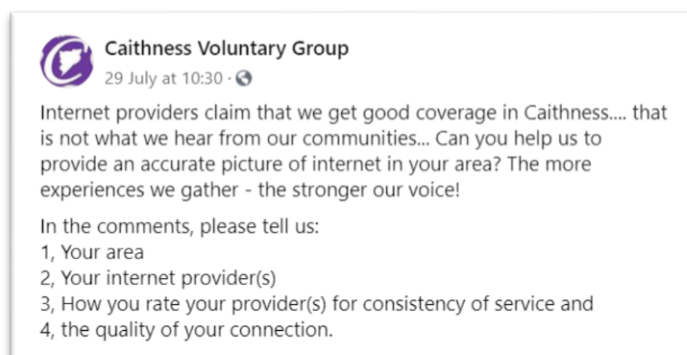 Caithness Voluntary Group
29 July at 10:30 ·
Internet providers claim that we get good coverage in Caithness.... that
is not what we hear from our communities... Can you help us to
provide an accurate picture of internet in your area? The more
experiences we gather - the stronger our voice!
In the comments, please tell us:
1, Your area
2, Your internet provider(s)
3, How you rate your provider(s) for consistency of service and
4, the quality of your connection.